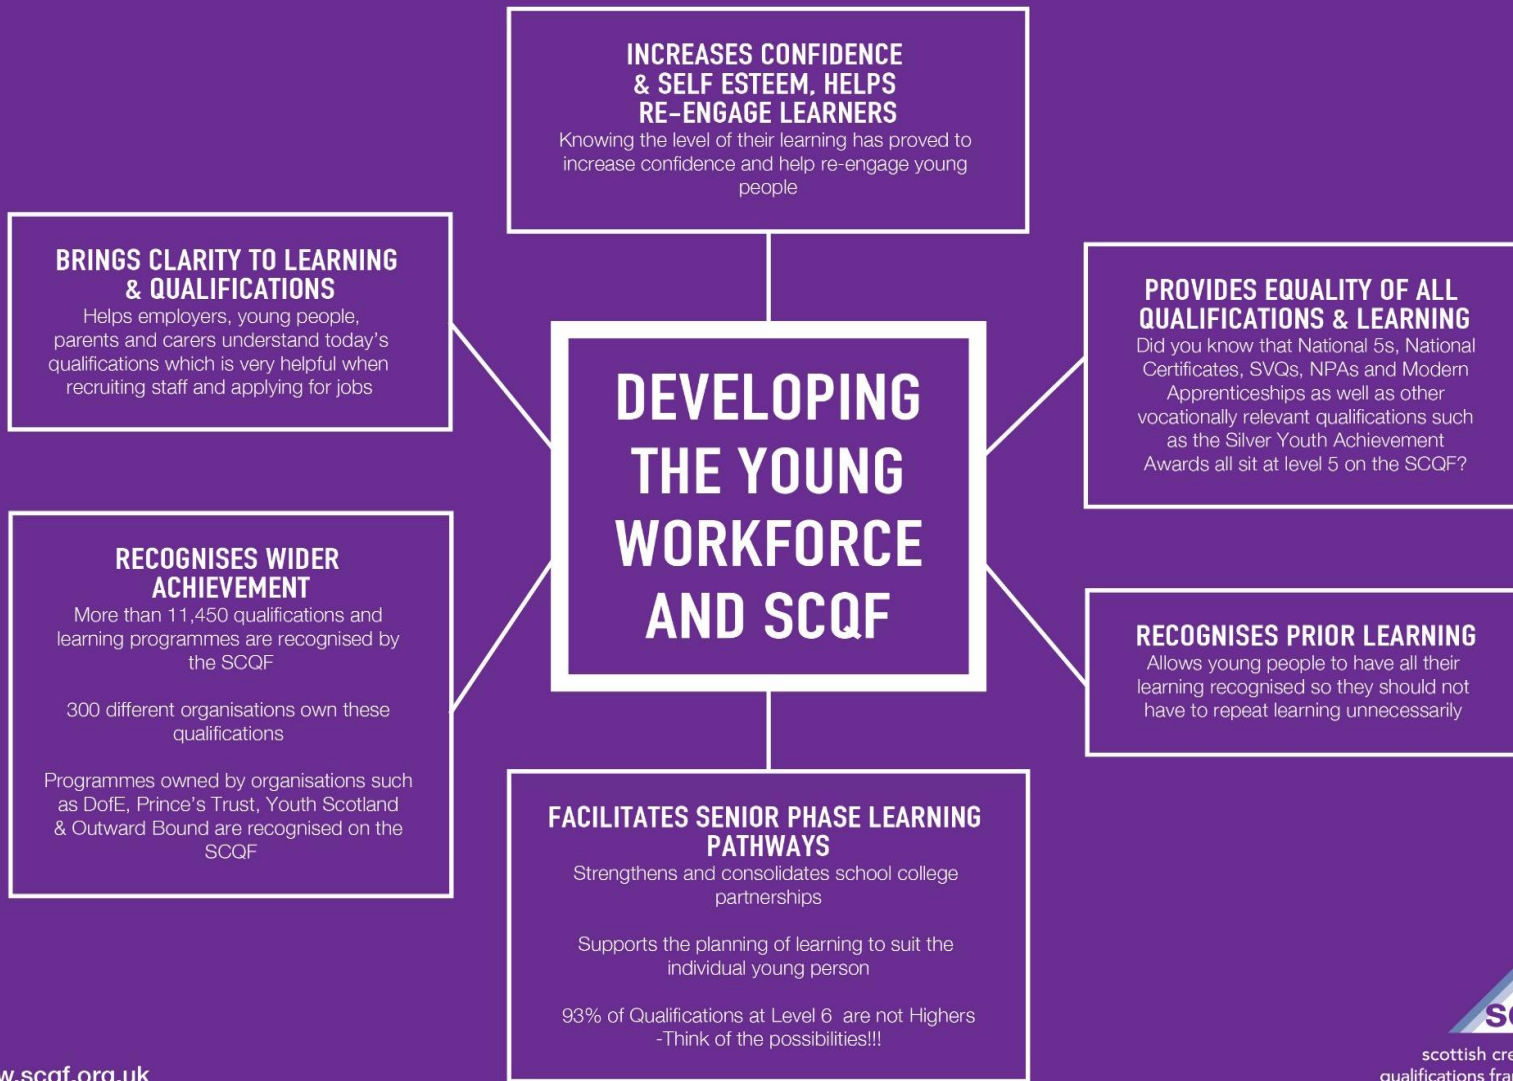 INCREASES CONFIDENCE
& SELF ESTEEM, HELPS
RE-ENGAGE LEARNERS
Knowing the level of their learning has proved to
increase confidence and help re-engage young
people
BRINGS CLARITY TO LEARNING
& QUALIFICATIONS
Helps employers, young people,
parents and carers understand today's
qualifications which is very helpful when
recruiting staff and applying for jobs
PROVIDES EQUALITY OF ALL
QUALIFICATIONS & LEARNING
Did you know that National 5s, National
Certificates, SVQs, NPAs and Modern
Apprenticeships as well as other
vocationally relevant qualifications such
as the Silver Youth Achievement
Awards all sit at level 5 on the SCQF?
DEVELOPING
THE YOUNG
WORKFORCE
AND SCQF
RECOGNISES WIDER
ACHIEVEMENT
More than 11,450 qualifications and
learning programmes are recognised by
the SCQF
300 different organisations own these
qualifications
Programmes owned by organisations such
as DofE, Prince's Trust, Youth Scotland
& Outward Bound are recognised on the
SCQF
RECOGNISES PRIOR LEARNING
Allows young people to have all their
learning recognised so they should not
have to repeat learning unnecessarily
FACILITATES SENIOR PHASE LEARNING
PATHWAYS
Strengthens and consolidates school college
partnerships
Supports the planning of learning to suit the
individual young person
93% of Qualifications at Level 6 are not Highers
-Think of the possibilities!!!
w.scqf.org.uk
scottish
qualifications